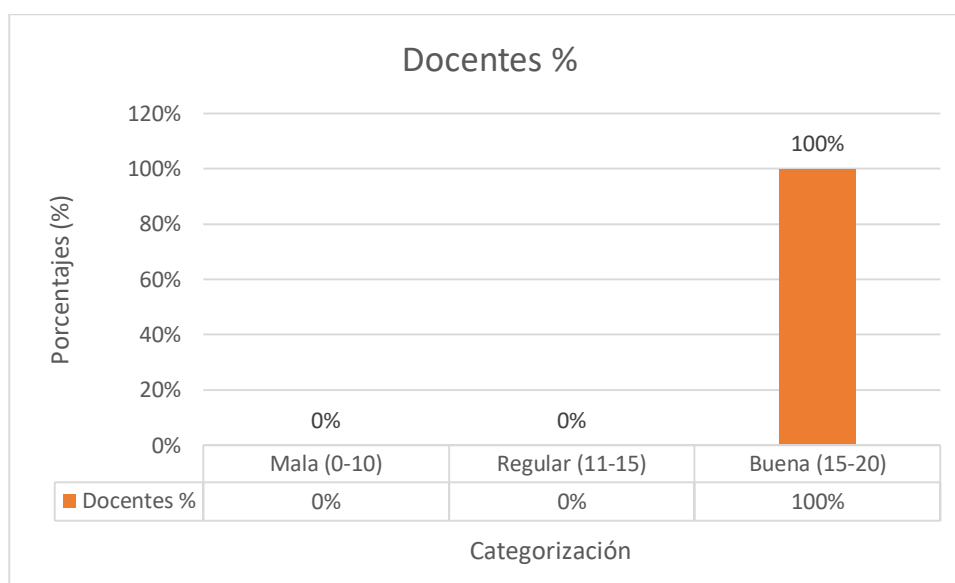 Docentes %
120%
100%
100%
80%
60%
40%
20%
0%
0%
0%
Porcentajes (%)
Mala (0-10) Regular (11-15) Buena (15-20)
Docentes % 0% 0% 100%
Categorización